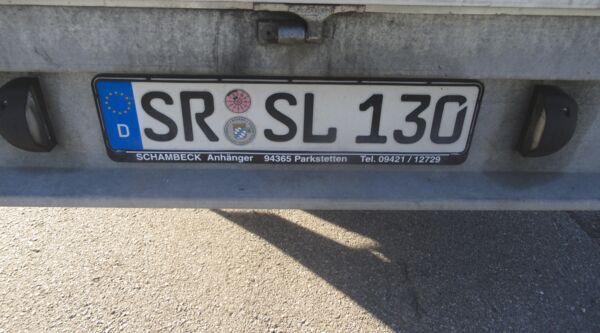 D SR SL 130
SCHAMBECK Anhänger 94365 Parkstetten Tel. 09421 / 12729